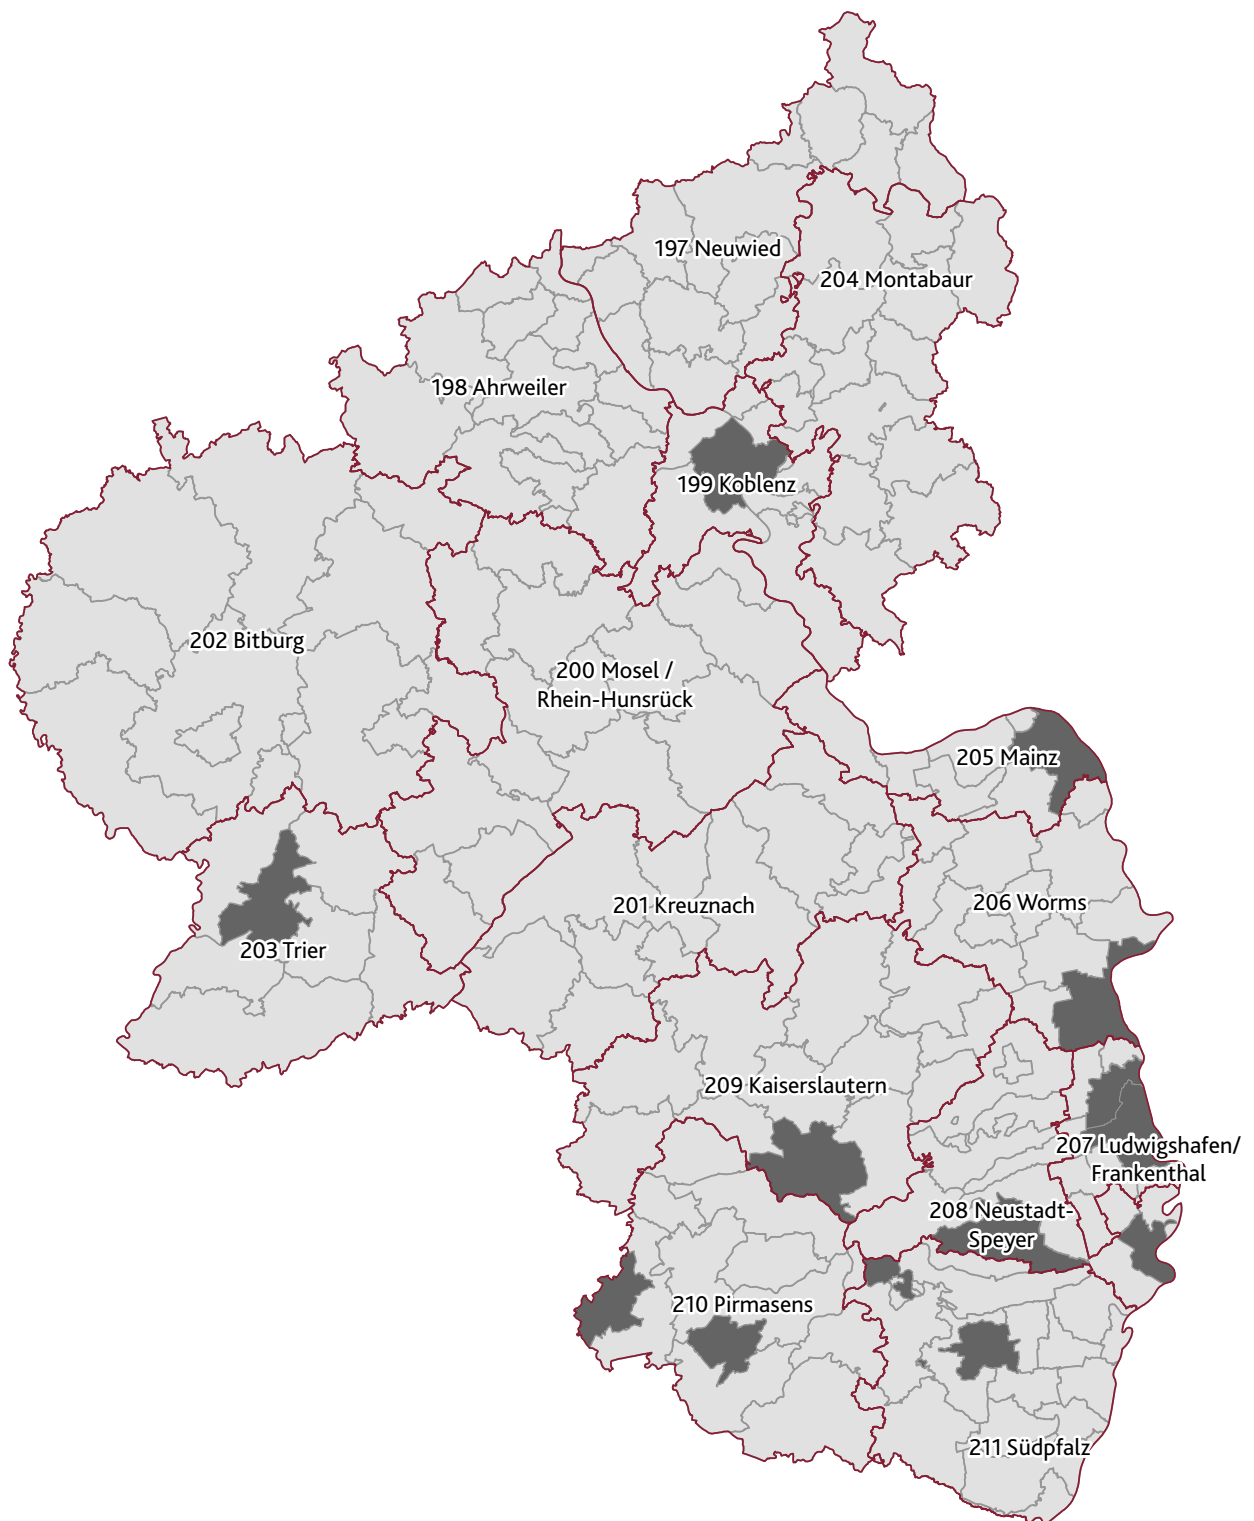 197 Neuwied
204 Montabaur
198 Ahrweiler
199 Koblenz
202 Bitburg
200 Mosel /
Rhein-Hunsrück
205 Mainz
201 Kreuznach
206 Worms
203 Trier
209 Kaiserslautern
207 Ludwigshafen/
Frankenthal
208 Neustadt-
Speyer
210 Pirmasens
211 Südpfalz